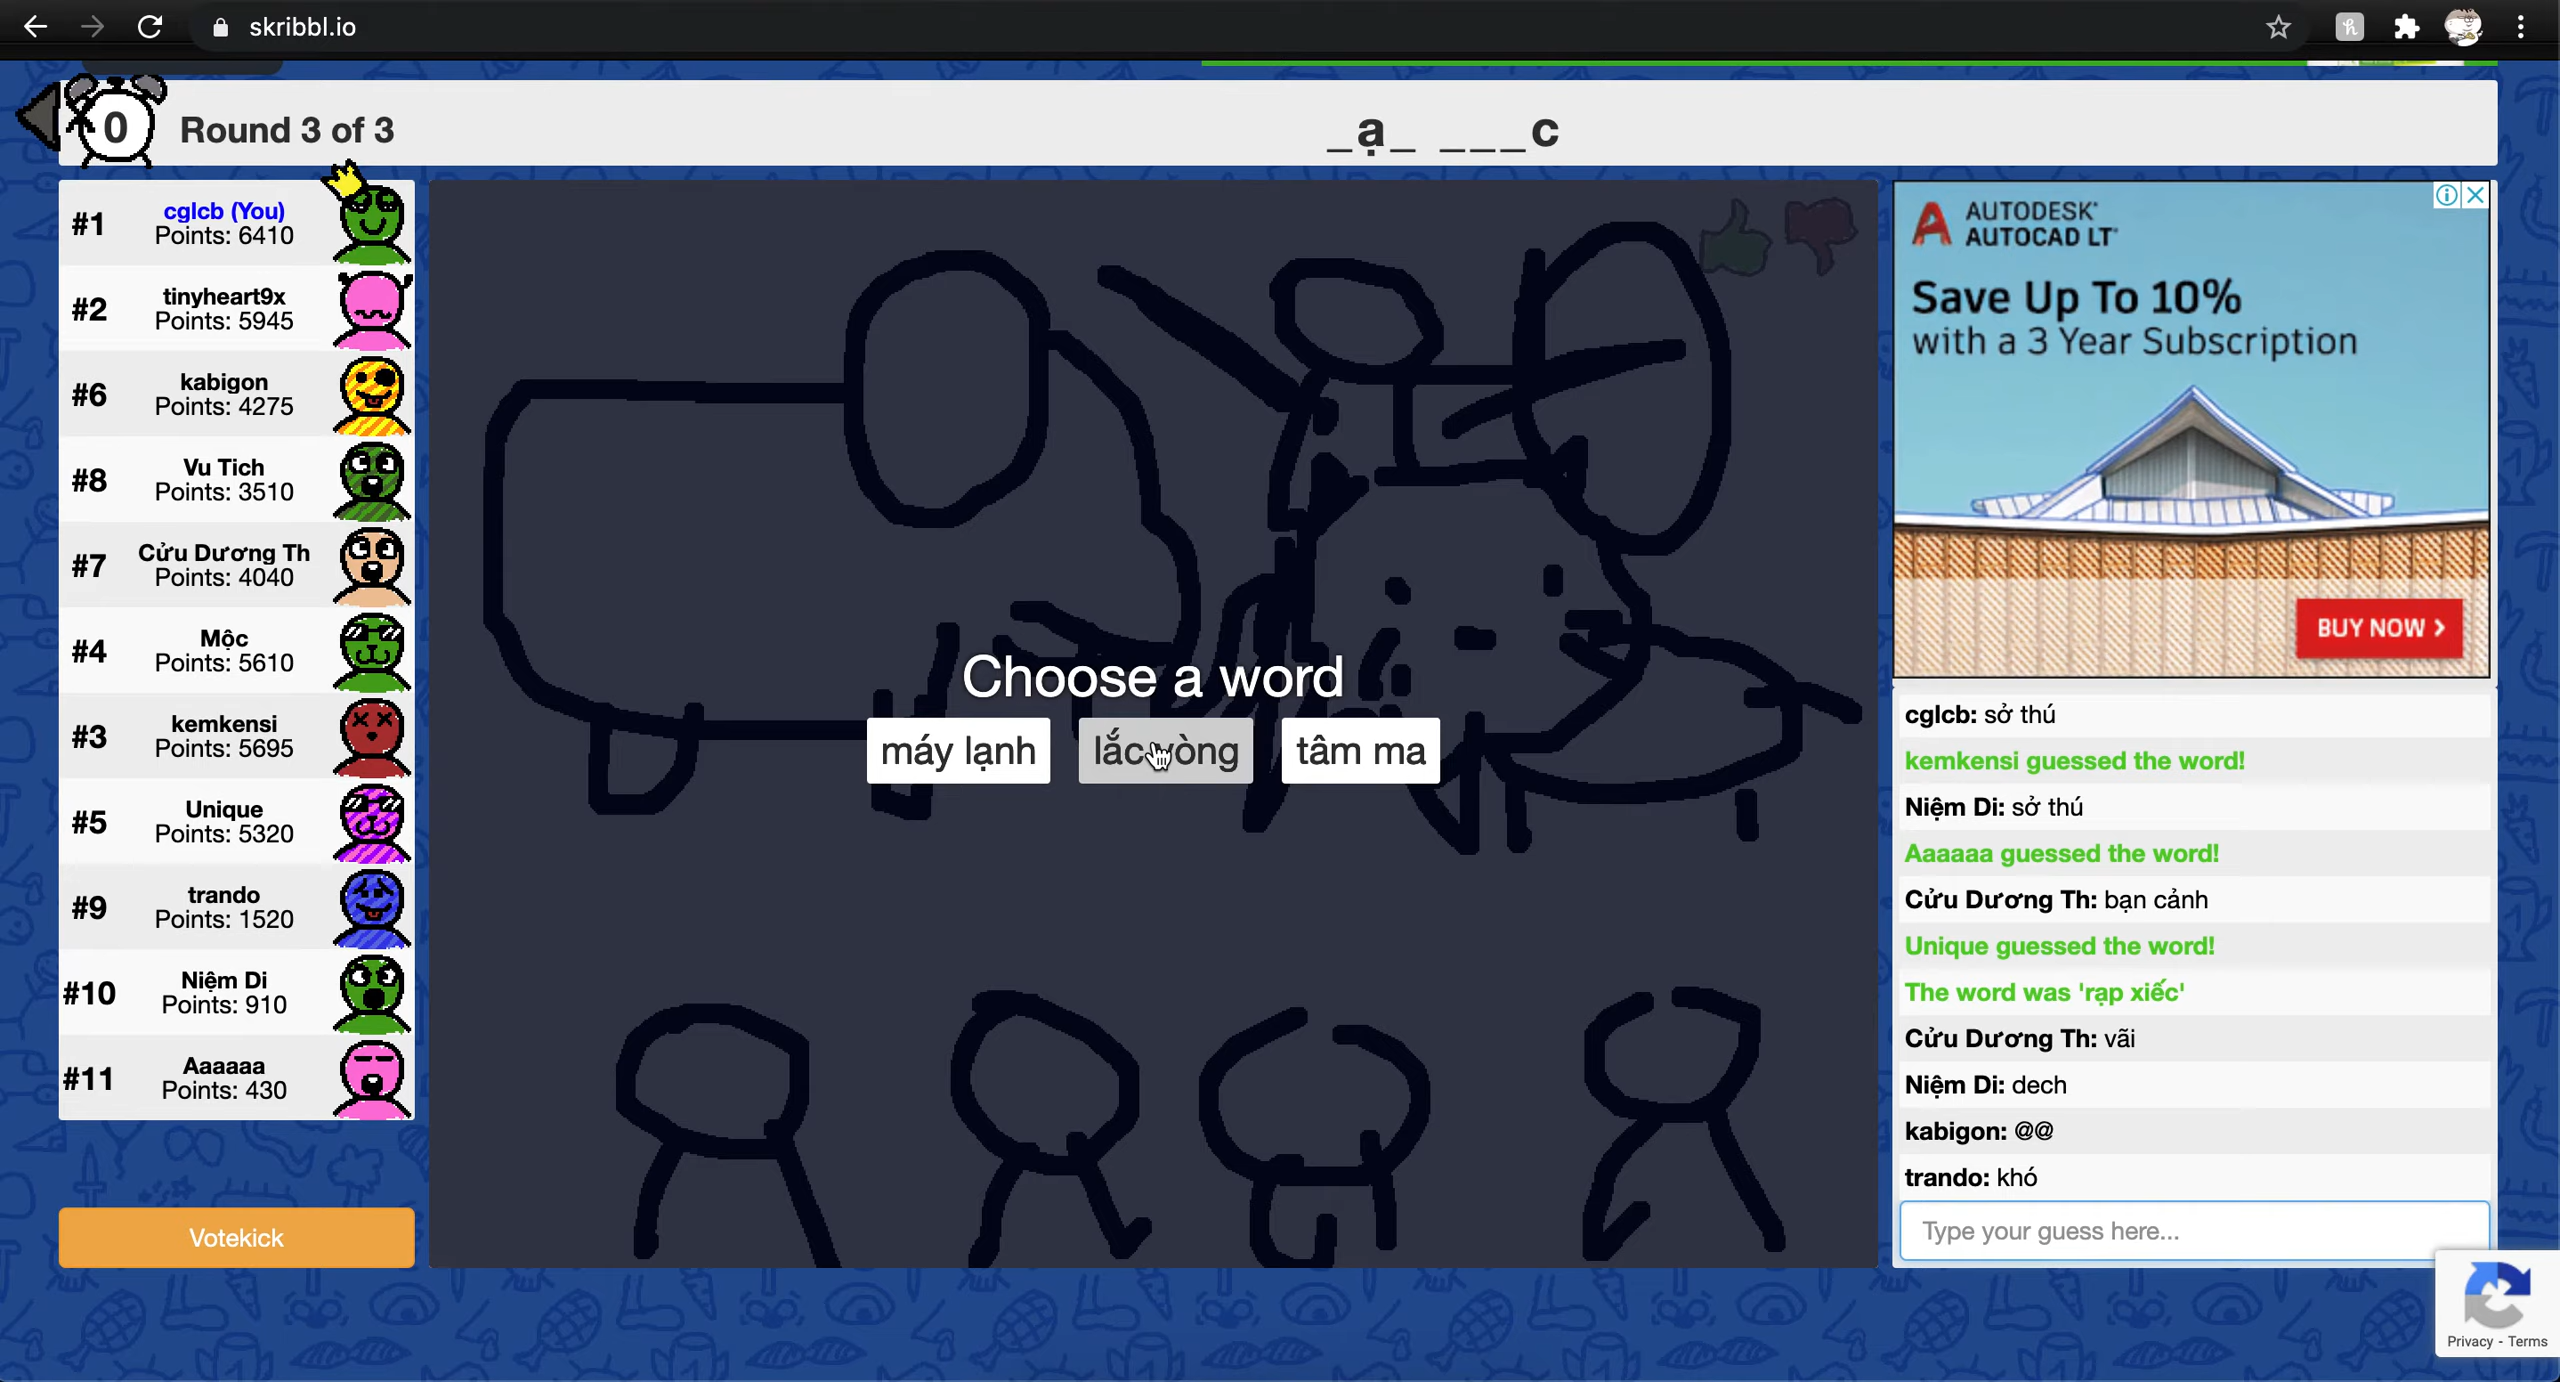 skribbl.io
0
Round 3 of 3
_ạ_ ___c
#1
cglcb (You)
Points: 6410
#2
tinyheart9x
Points: 5945
#6
kabigon
Points: 4275
#8
Vu Tich
Points: 3510
#7
Cửu Dương Th
Points: 4040
#4
Mộc
Points: 5610
#3
kemkensi
Points: 5695
#5
Unique
Points: 5320
#9
trando
Points: 1520
#10
Niệm Di
Points: 910
#11
Aaaaaa
Points: 430
Votekick
Choose a word
máy lạnh
lắc vòng
tâm ma
AUTODESK®
AUTOCAD LT®
Save Up To 10%
with a 3 Year Subscription
BUY NOW >
cglcb: sở thú
kemkensi guessed the word!
Niệm Di: sở thú
Aaaaaa guessed the word!
Cửu Dương Th: bạn cảnh
Unique guessed the word!
The word was 'rạp xiếc'
Cửu Dương Th: vãi
Niệm Di: dech
kabigon: @@
trando: khó
Type your guess here...
Privacy - Terms